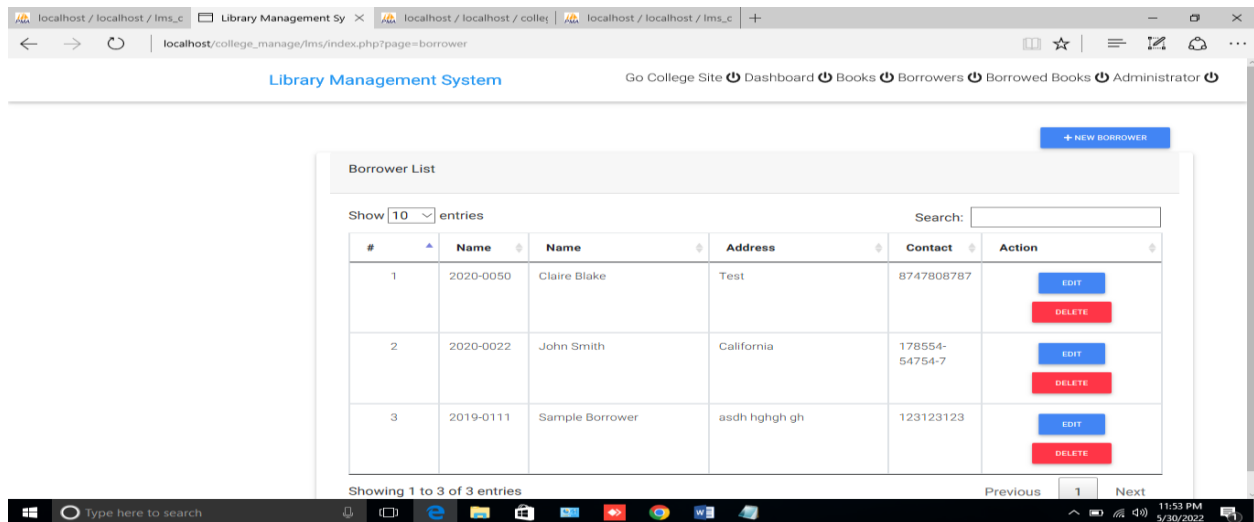 localhost / localhost / lms_c Library Management Sy localhost / localhost / colle localhost / localhost / lms_c
localhost/college_manage/lms/index.php?page=borrower
Library Management System Go College Site Dashboard Books Borrowers Borrowed Books Administrator
+ NEW BORROWER
Borrower List
Show 10 entries Search:
# Name Name Address Contact Action
1 2020-0050 Claire Blake Test 8747808787 EDIT
DELETE
2 2020-0022 John Smith California 178554-
54754-7 EDIT
DELETE
3 2019-0111 Sample Borrower asdh hghgh gh 123123123 EDIT
DELETE
Showing 1 to 3 of 3 entries Previous 1 Next
Type here to search 11:53 PM
5/30/2022